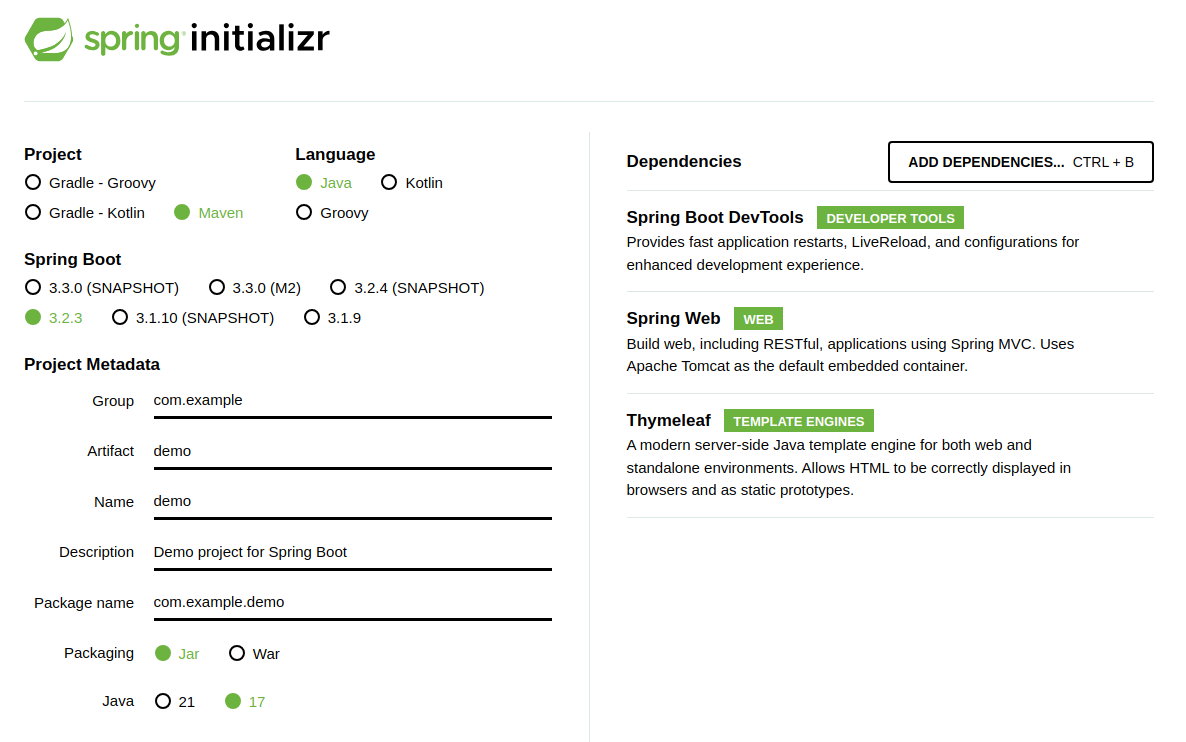 spring initializr
Project
Gradle - Groovy
Gradle - Kotlin Maven
Language
Java Kotlin
Groovy
Spring Boot
3.3.0 (SNAPSHOT) 3.3.0 (M2) 3.2.4 (SNAPSHOT)
3.2.3 3.1.10 (SNAPSHOT) 3.1.9
Project Metadata
Group com.example
Artifact demo
Name demo
Description Demo project for Spring Boot
Package name com.example.demo
Packaging Jar War
Java 21 17
Dependencies ADD DEPENDENCIES... CTRL + B
Spring Boot DevTools DEVELOPER TOOLS
Provides fast application restarts, LiveReload, and configurations for
enhanced development experience.
Spring Web WEB
Build web, including RESTful, applications using Spring MVC. Uses
Apache Tomcat as the default embedded container.
Thymeleaf TEMPLATE ENGINES
A modern server-side Java template engine for both web and
standalone environments. Allows HTML to be correctly displayed in
browsers and as static prototypes.